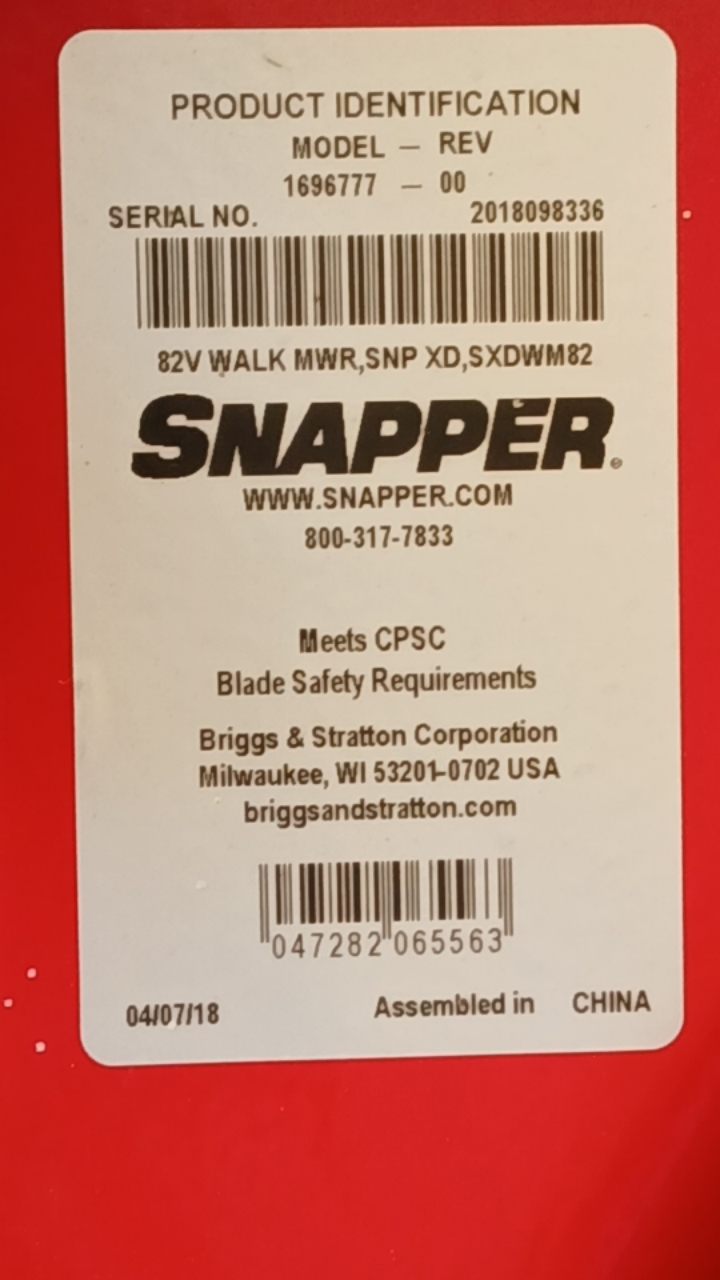 PRODUCT IDENTIFICATION
MODEL — REV
1696777 — 00
SERIAL NO. 2018098336
82V WALK MWR,SNP XD,SXDWM82
SNAPPER®
WWW.SNAPPER.COM
800-317-7833
Meets CPSC
Blade Safety Requirements
Briggs & Stratton Corporation
Milwaukee, WI 53201-0702 USA
briggsandstratton.com
047282 065563
04/07/18 Assembled in CHINA